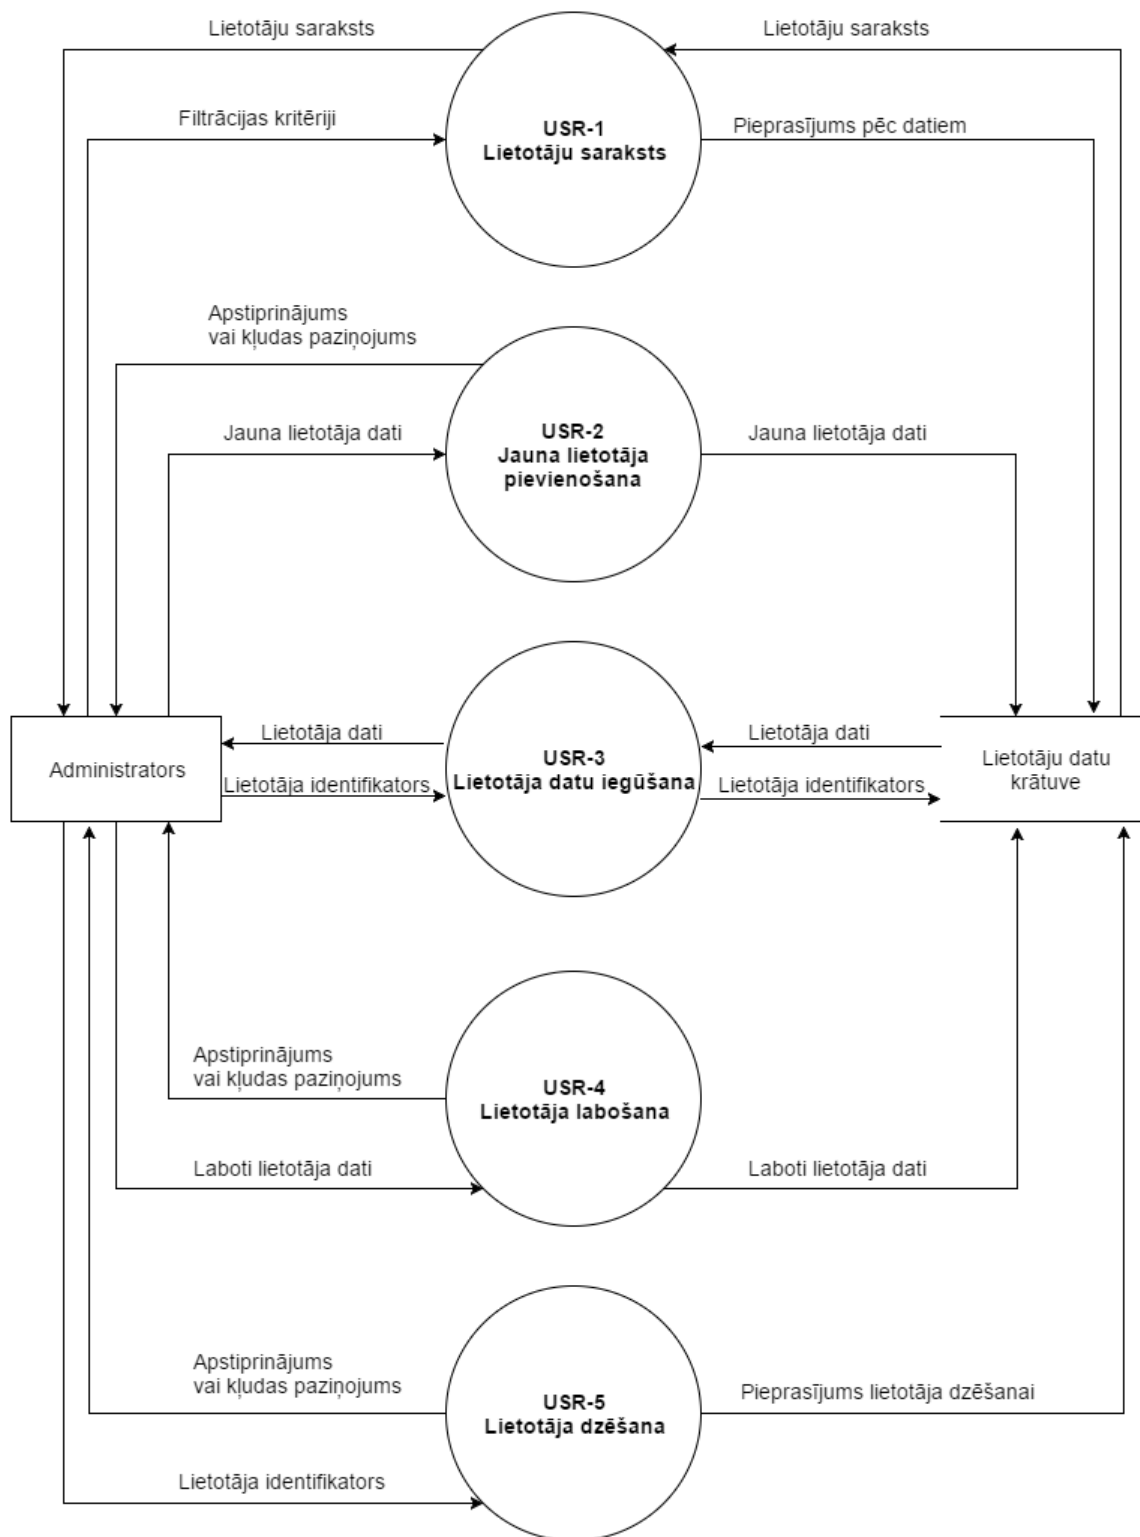 Lietotāju saraksts
Lietotāju saraksts
Filtrācijas kritēriji
USR-1
Lietotāju saraksts
Pieprasījums pēc datiem
Apstiprinājums
vai kļudas paziņojums
Jauna lietotāja dati
USR-2
Jauna lietotāja
pievienošana
Jauna lietotāja dati
Administrators
Lietotāja dati
Lietotāja identifikators
USR-3
Lietotāja datu iegūšana
Lietotāja dati
Lietotāja identifikators
Lietotāju datu
krātuve
Apstiprinājums
vai kļudas paziņojums
USR-4
Lietotāja labošana
Laboti lietotāja dati
Laboti lietotāja dati
Apstiprinājums
vai kļudas paziņojums
USR-5
Lietotāja dzēšana
Pieprasījums lietotāja dzēšanai
Lietotāja identifikators